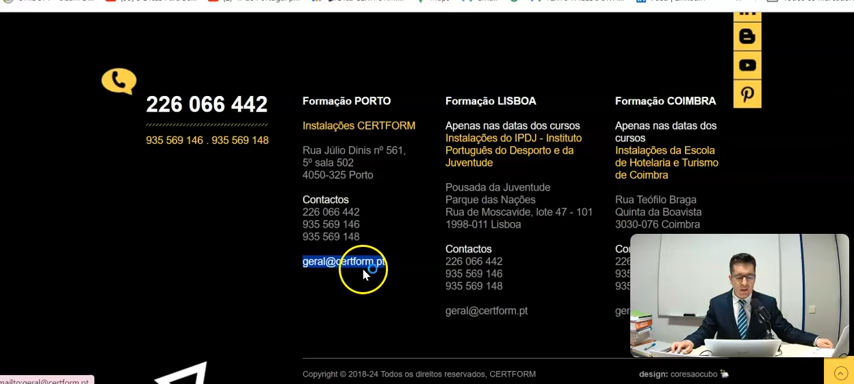 226 066 442
935 569 146 . 935 569 148
Formação PORTO
Instalações CERTFORM
Rua Júlio Dinis nº 561,
5º sala 502
4050-325 Porto
Contactos
226 066 442
935 569 146
935 569 148
geral@certform.pt
Formação LISBOA
Apenas nas datas dos cursos
Instalações do IPDJ - Instituto
Português do Desporto e da
Juventude
Pousada da Juventude
Parque das Nações
Rua de Moscavide, lote 47 - 101
1998-011 Lisboa
Contactos
226 066 442
935 569 146
935 569 148
geral@certform.pt
Formação COIMBRA
Apenas nas datas dos
cursos
Instalações da Escola
de Hotelaria e Turismo
de Coimbra
Rua Teófilo Braga
Quinta da Boavista
3030-076 Coimbra
Copyright © 2018-24 Todos os direitos reservados, CERTFORM
design: coresaocubo
mailto:geral@certform.pt